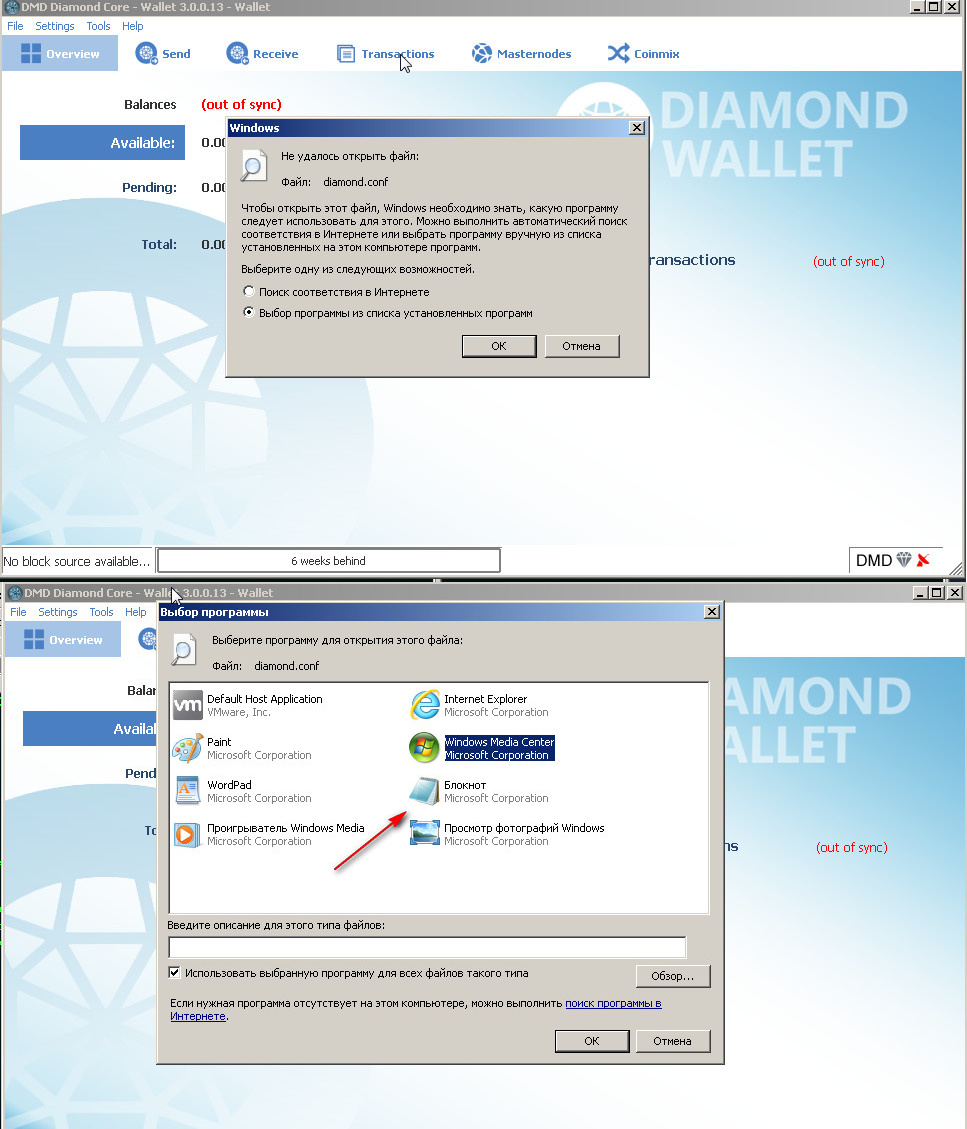 DMD Diamond Core - Wallet 3.0.0.13 - Wallet
File Settings Tools Help
Overview Send Receive Transactions Masternodes Coinmix
Balances (out of sync)
DIAMOND
WALLET
Available: 0.00
Pending: 0.00
Total: 0.00
ransactions (out of sync)
Windows
Не удалось открыть файл:
Файл: diamond.conf
Чтобы открыть этот файл, Windows необходимо знать, какую программу
следует использовать для этого. Можно выполнить автоматический поиск
соответствия в Интернете или выбрать программу вручную из списка
установленных на этом компьютере программ.
Выберите одну из следующих возможностей.
Поиск соответствия в Интернете
Выбор программы из списка установленных программ
OK Отмена
No block source available... 6 weeks behind DMD
DMD Diamond Core - Wall 3.0.0.13 - Wallet
File Settings Tools Help
Overview
Balar
Availal
Pend
To
AMOND
ALLET
ns (out of sync)
Выбор программы
Выберите программу для открытия этого файла:
Файл: diamond.conf
Default Host Application
VMware, Inc.
Internet Explorer
Microsoft Corporation
Paint
Microsoft Corporation
Windows Media Center
Microsoft Corporation
WordPad
Microsoft Corporation
Блокнот
Microsoft Corporation
Проигрыватель Windows Media
Microsoft Corporation
Просмотр фотографий Windows
Microsoft Corporation
Введите описание для этого типа файлов:
Использовать выбранную программу для всех файлов такого типа
Обзор...
Если нужная программа отсутствует на этом компьютере, можно выполнить поиск программы в
Интернете.
OK Отмена